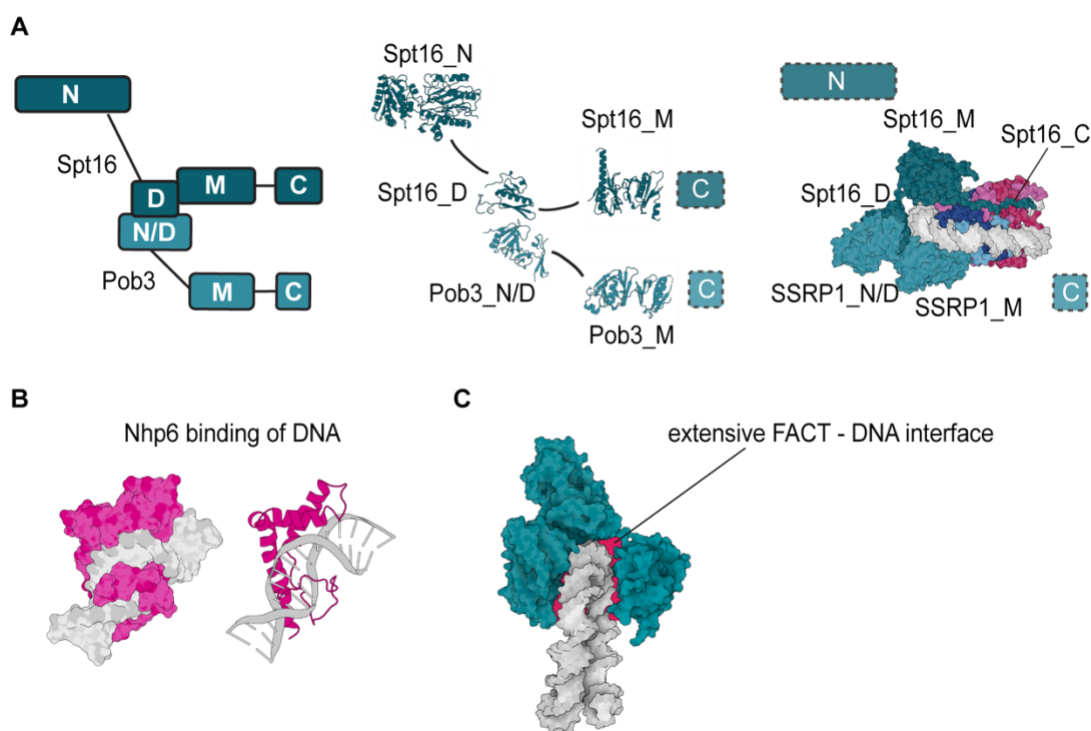 A
N
Spt16
D
M
C
N/D
Pob3
M
C
Spt16_N
Spt16_M
Spt16_D
C
Pob3_N/D
C
Pob3_M
N
Spt16_M
Spt16_C
Spt16_D
SSRP1_N/D
C
SSRP1_M
B
Nhp6 binding of DNA
C
extensive FACT - DNA interface